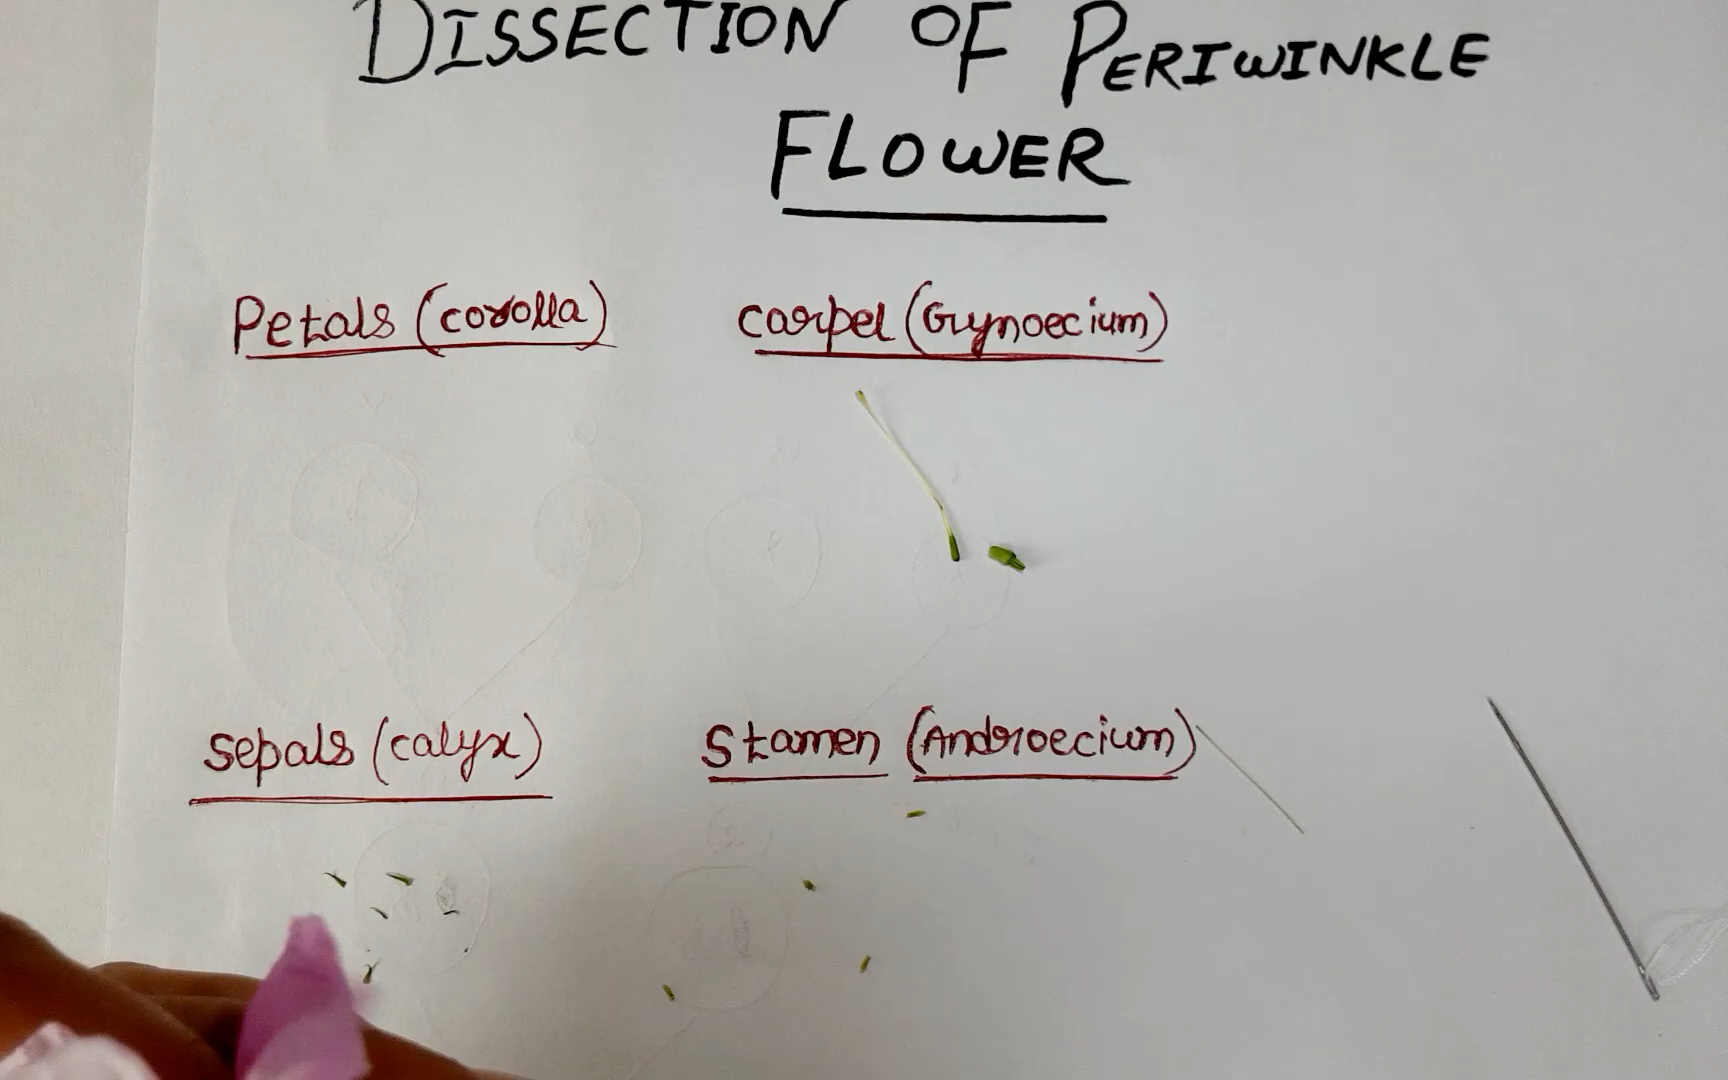 DISSECTION OF PERIWINKLE
FLOWER
Petals (corolla)
carpel (Gynoecium)
sepals (calyx)
Stamen (Androecium)